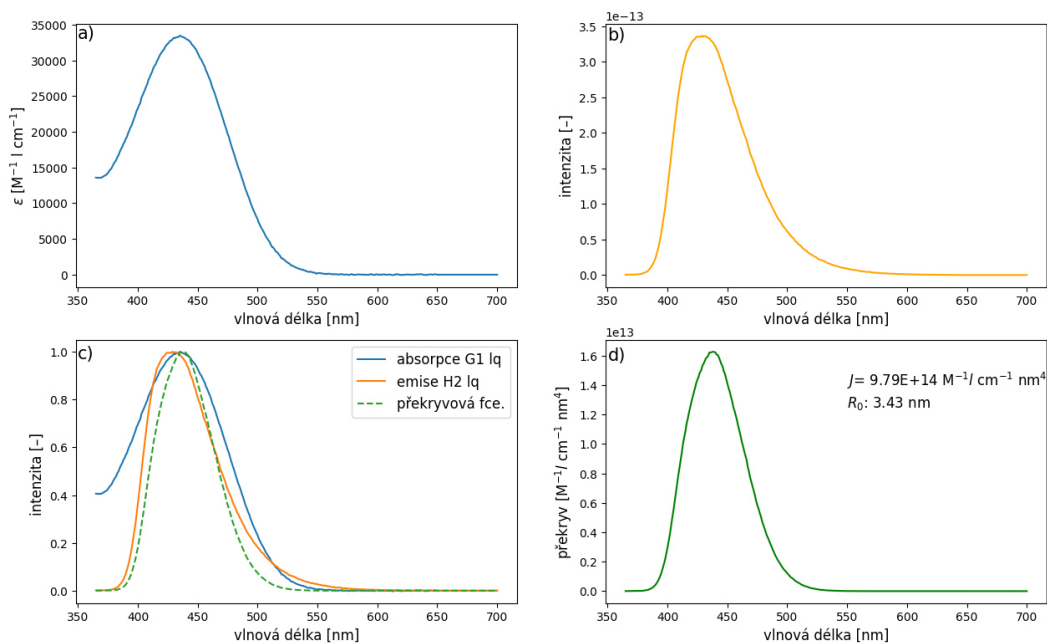 a)
35000
30000
25000
20000
15000
10000
5000
0
ε [M⁻¹ l cm⁻¹]
350 400 450 500 550 600 650 700
vlnová délka [nm]
1e−13
b)
3.5
3.0
2.5
2.0
1.5
1.0
0.5
0.0
intenzita [–]
350 400 450 500 550 600 650 700
vlnová délka [nm]
c)
1.0
0.8
0.6
0.4
0.2
0.0
intenzita [–]
absorpce G1 lq
emise H2 lq
překryvová fce.
350 400 450 500 550 600 650 700
vlnová délka [nm]
1e13
d)
1.6
1.4
1.2
1.0
0.8
0.6
0.4
0.2
0.0
překryv [M⁻¹l cm⁻¹ nm⁴]
J= 9.79E+14 M⁻¹l cm⁻¹ nm⁴
R₀: 3.43 nm
350 400 450 500 550 600 650 700
vlnová délka [nm]